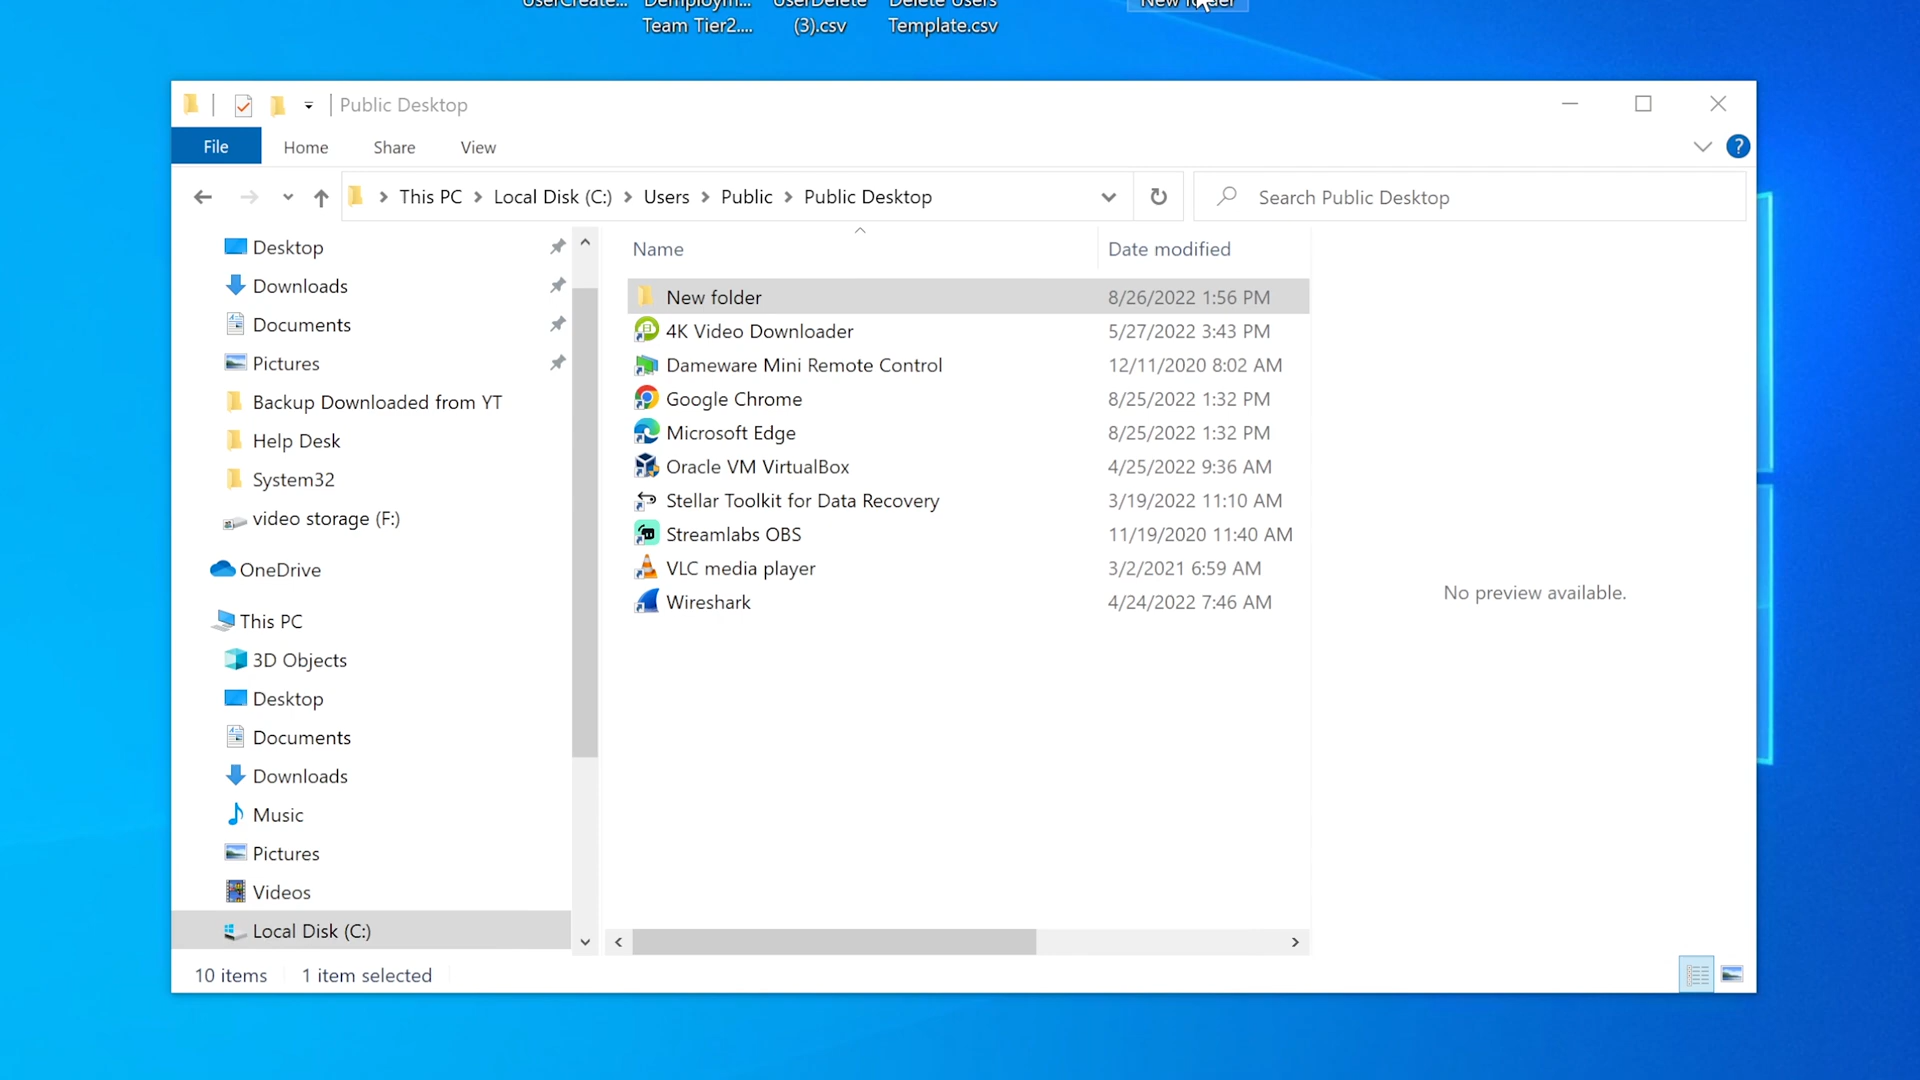 UserCreate... Demploym... UserDelete Delete Users New folder
Team Tier2.... (3).csv Template.csv
Public Desktop
File Home Share View ?
This PC Local Disk (C:) Users Public Public Desktop Search Public Desktop
Desktop
Downloads
Documents
Pictures
Backup Downloaded from YT
Help Desk
System32
video storage (F:)
OneDrive
This PC
3D Objects
Desktop
Documents
Downloads
Music
Pictures
Videos
Local Disk (C:)
Name Date modified
New folder 8/26/2022 1:56 PM
4K Video Downloader 5/27/2022 3:43 PM
Dameware Mini Remote Control 12/11/2020 8:02 AM
Google Chrome 8/25/2022 1:32 PM
Microsoft Edge 8/25/2022 1:32 PM
Oracle VM VirtualBox 4/25/2022 9:36 AM
Stellar Toolkit for Data Recovery 3/19/2022 11:10 AM
Streamlabs OBS 11/19/2020 11:40 AM
VLC media player 3/2/2021 6:59 AM
Wireshark 4/24/2022 7:46 AM
No preview available.
10 items 1 item selected